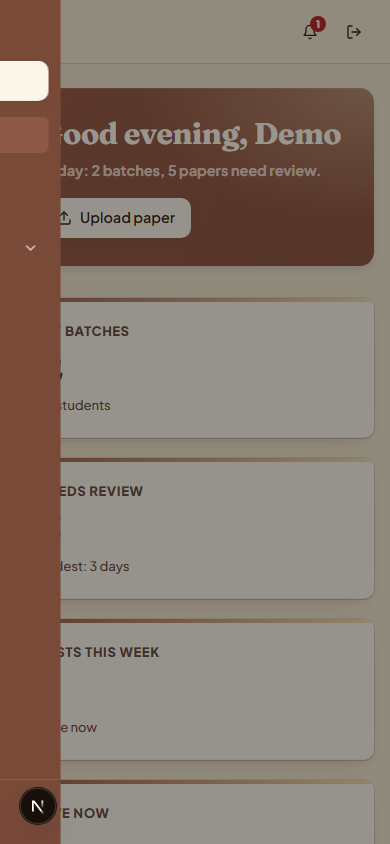 1
ood evening, Demo
day: 2 batches, 5 papers need review.
Upload paper
BATCHES
students
EDS REVIEW
dest: 3 days
STS THIS WEEK
e now
E NOW
N